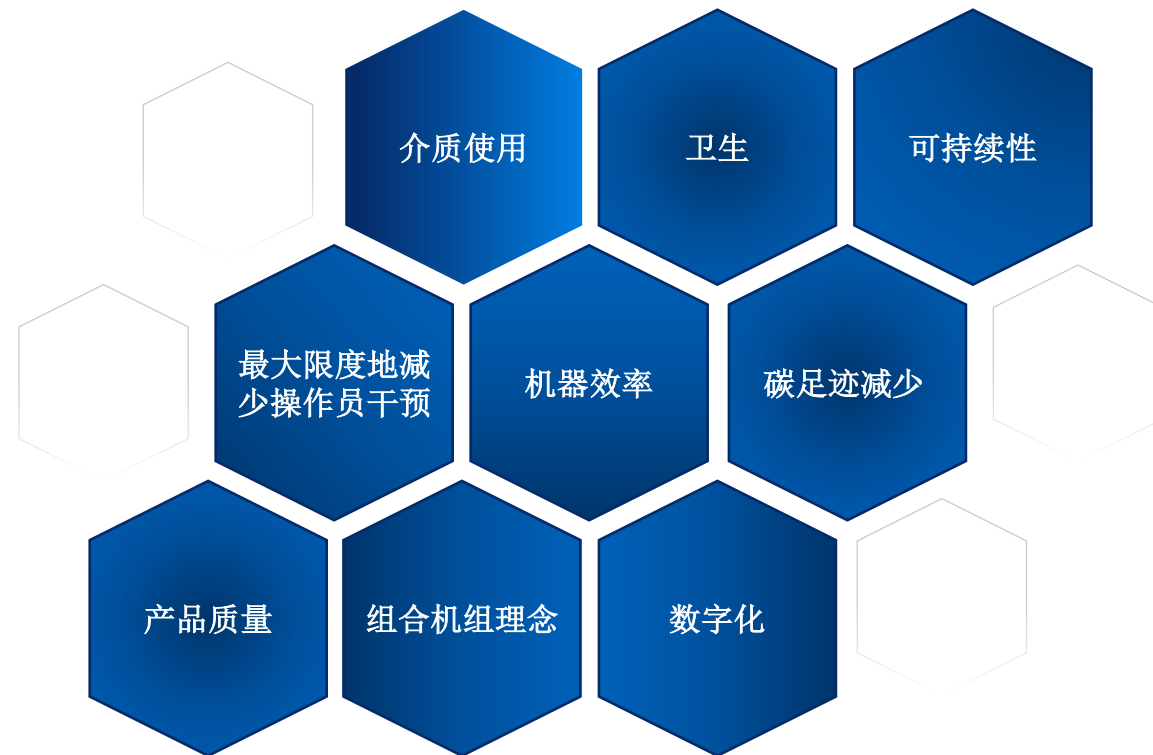 介质使用
卫生
可持续性
最大限度地减
少操作员干预
机器效率
碳足迹减少
产品质量
组合机组理念
数字化